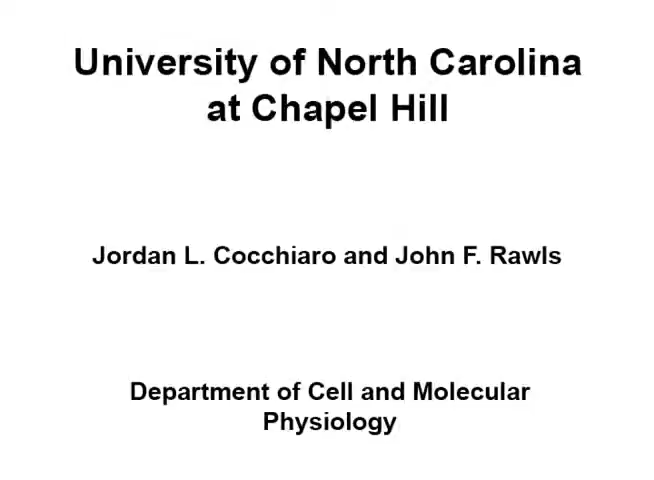 University of North Carolina
at Chapel Hill
Jordan L. Cocchiaro and John F. Rawls
Department of Cell and Molecular
Physiology